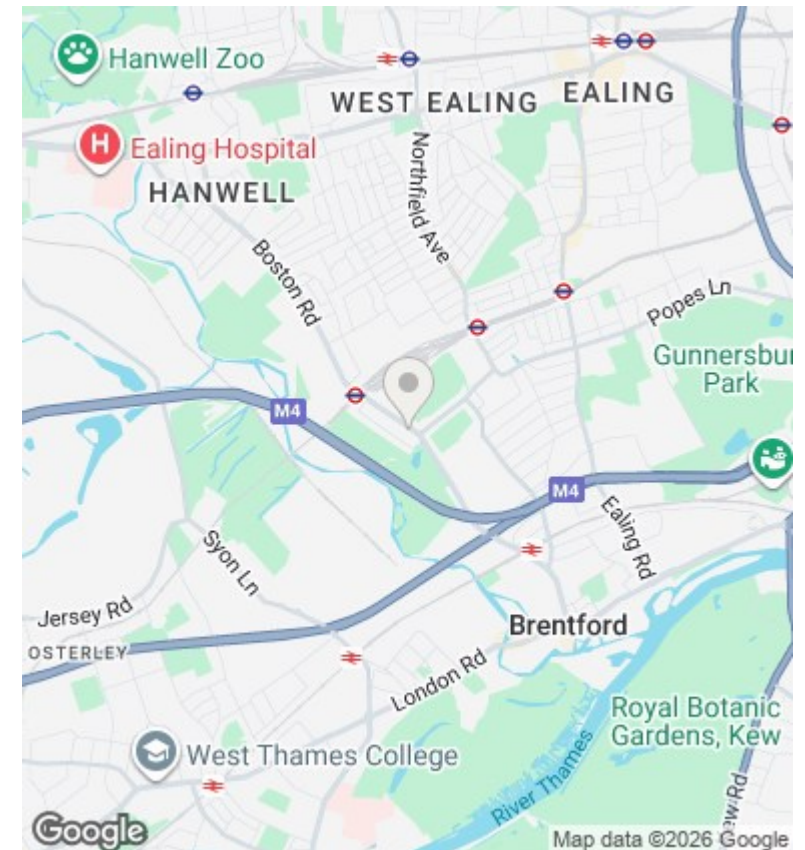 Hanwell Zoo
WEST EALING
EALING
H
Ealing Hospital
HANWELL
Northfield Ave
Boston Rd
Popes Ln
Gunnersbur
Park
M4
M4
Ealing Rd
Syon Ln
Jersey Rd
Brentford
OSTERLEY
London Rd
Royal Botanic
Gardens, Kew
West Thames College
River Thames
ew Rd
Google
Map data ©2026 Google